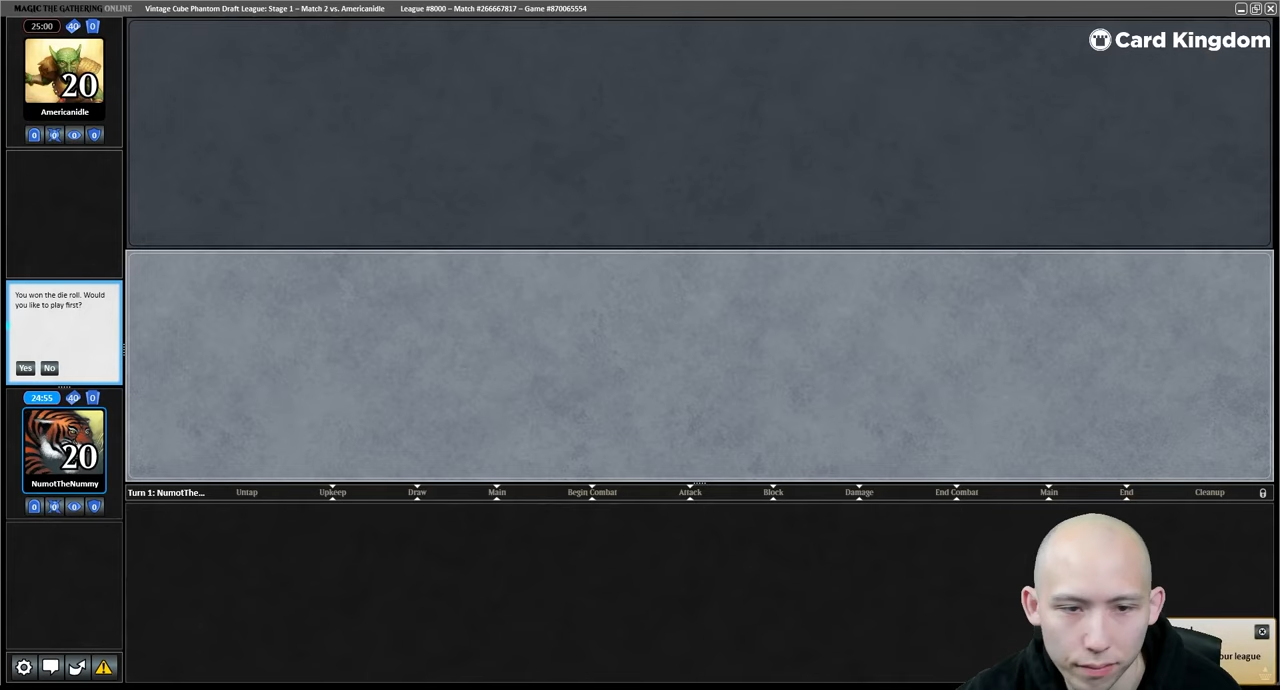 MAGIC THE GATHERING ONLINE Vintage Cube Phantom Draft League: Stage 1 – Match 2 vs. Americanidle League #8000 – Match #266667817 – Game #870065554
25:00 40 0
Card Kingdom
20
Americanidle
0 0 0 0
You won the die roll. Would
you like to play first?
Yes No
24:55 40 0
20
NumotTheNummy
Turn 1: NumotThe... Untap Upkeep Draw Main Begin Combat Attack Block Damage End Combat Main End Cleanup
0 0 0 0
our league